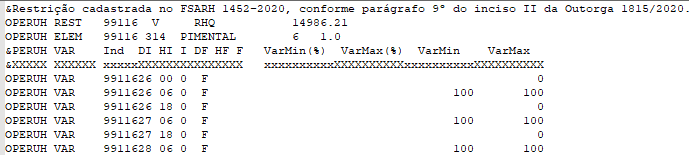 &Restrição cadastrada no FSARH 1452-2020, conforme parágrafo 9º do inciso II da Outorga 1815/2020.
OPERUH REST   99116  V     RHQ            14986.21
OPERUH ELEM   99116 314  PIMENTAL        6   1.0
&PERUH VAR    Ind  DI HI I DF HF F   VarMin(%)  VarMax(%)  VarMin    VarMax
&XXXXX XXXXXX xxxxxXXXXXXXXXXXXXXX   xxxxxxxxxxXXXXXXXXXXxxxxxxxxxxXXXXXXXXXX
OPERUH VAR    9911626 00 0  F                                               0
OPERUH VAR    9911626 06 0  F                                   100       100
OPERUH VAR    9911626 18 0  F                                               0
OPERUH VAR    9911627 06 0  F                                   100       100
OPERUH VAR    9911627 18 0  F                                               0
OPERUH VAR    9911628 06 0  F                                   100       100